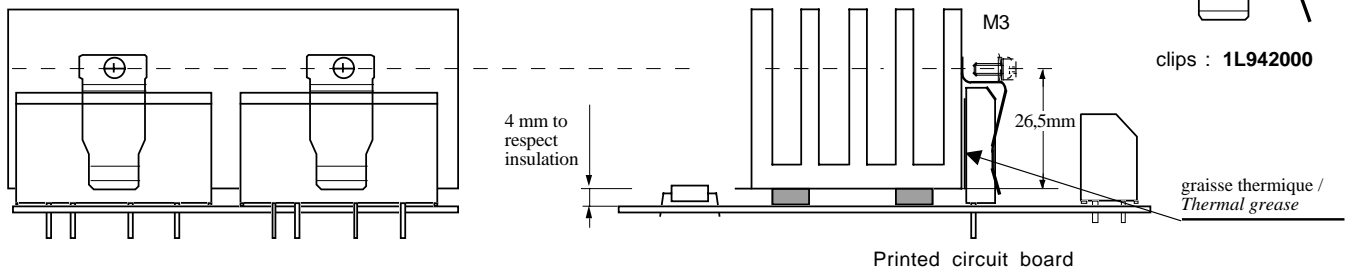 M3
clips : 1L942000
4 mm to
respect
insulation
26,5mm
graisse thermique /
Thermal grease
Printed circuit board